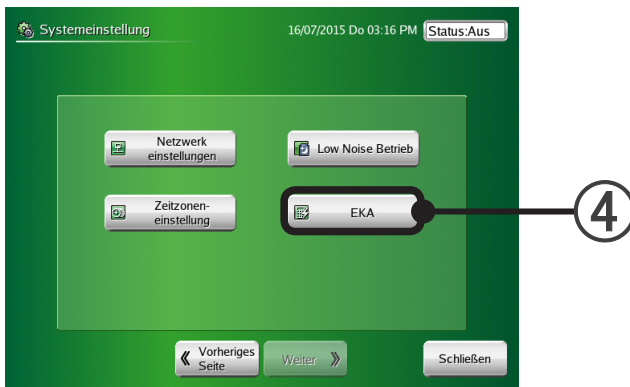 Systemeinstellung
16/07/2015 Do 03:16 PM
Status:Aus
Netzwerk
einstellungen
Low Noise Betrieb
Zeitzonen-
einstellung
EKA
④
Vorheriges
Seite
Weiter
Schließen